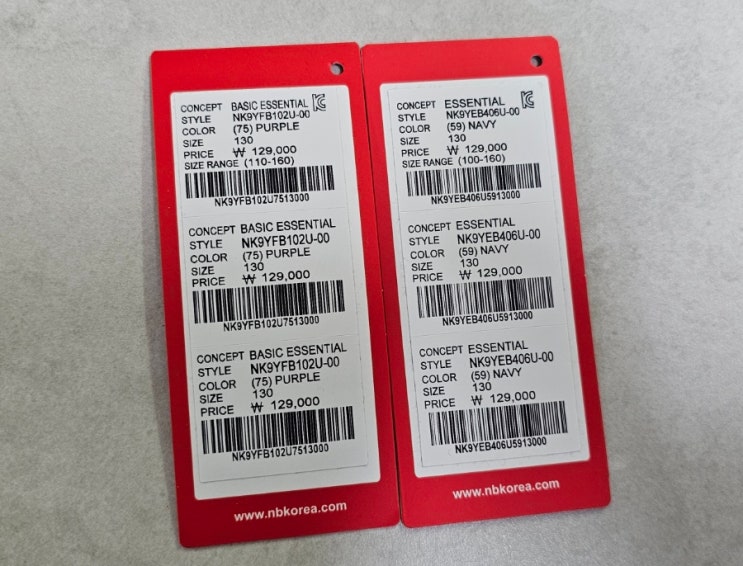 CONCEPT BASIC ESSENTIAL
STYLE NK9YFB102U-00
COLOR (75) PURPLE
SIZE 130
PRICE ₩ 129,000
SIZE RANGE (110-160)
NK9YFB102U7513000
CONCEPT BASIC ESSENTIAL
STYLE NK9YFB102U-00
COLOR (75) PURPLE
SIZE 130
PRICE ₩ 129,000
NK9YFB102U7513000
CONCEPT BASIC ESSENTIAL
STYLE NK9YFB102U-00
COLOR (75) PURPLE
SIZE 130
PRICE ₩ 129,000
NK9YFB102U7513000
www.nbkorea.com
CONCEPT ESSENTIAL
STYLE NK9YEB406U-00
COLOR (59) NAVY
SIZE 130
PRICE ₩ 129,000
SIZE RANGE (100-160)
NK9YEB406U5913000
CONCEPT ESSENTIAL
STYLE NK9YEB406U-00
COLOR (59) NAVY
SIZE 130
PRICE ₩ 129,000
NK9YEB406U5913000
CONCEPT ESSENTIAL
STYLE NK9YEB406U-00
COLOR (59) NAVY
SIZE 130
PRICE ₩ 129,000
NK9YEB406U5913000
www.nbkorea.com